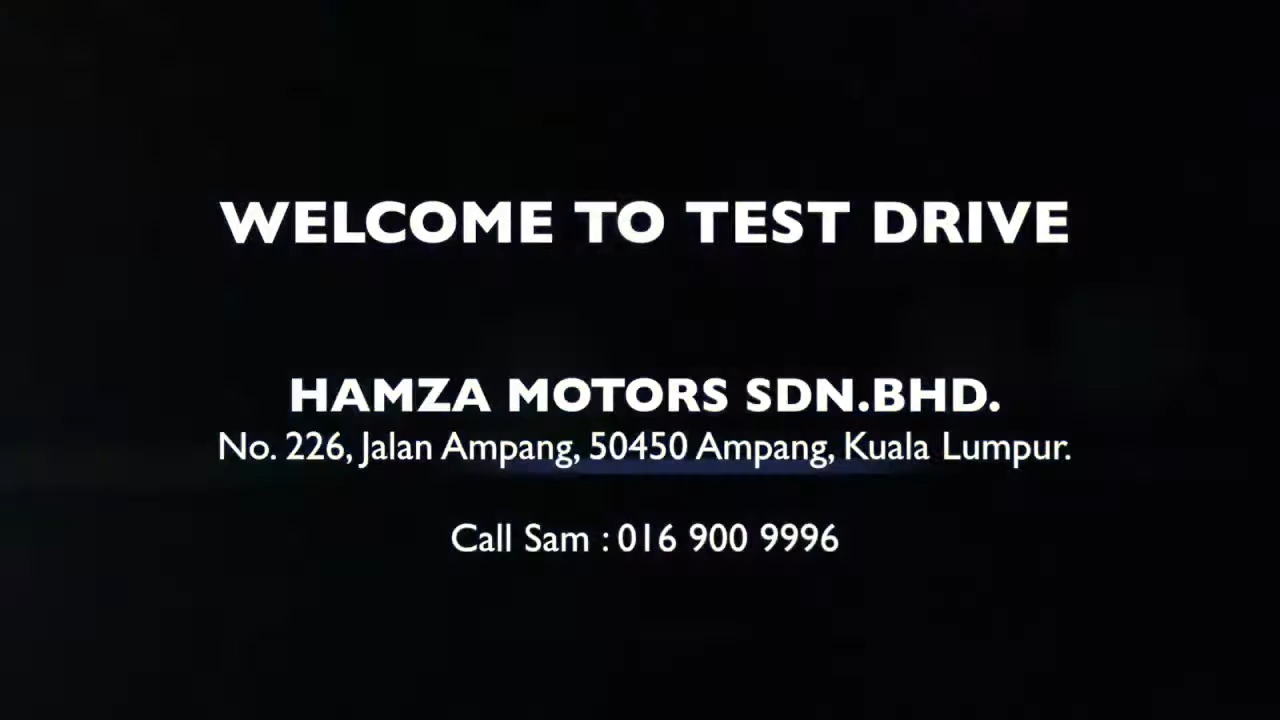 WELCOME TO TEST DRIVE
HAMZA MOTORS SDN.BHD.
No. 226, Jalan Ampang, 50450 Ampang, Kuala Lumpur.
Call Sam : 016 900 9996